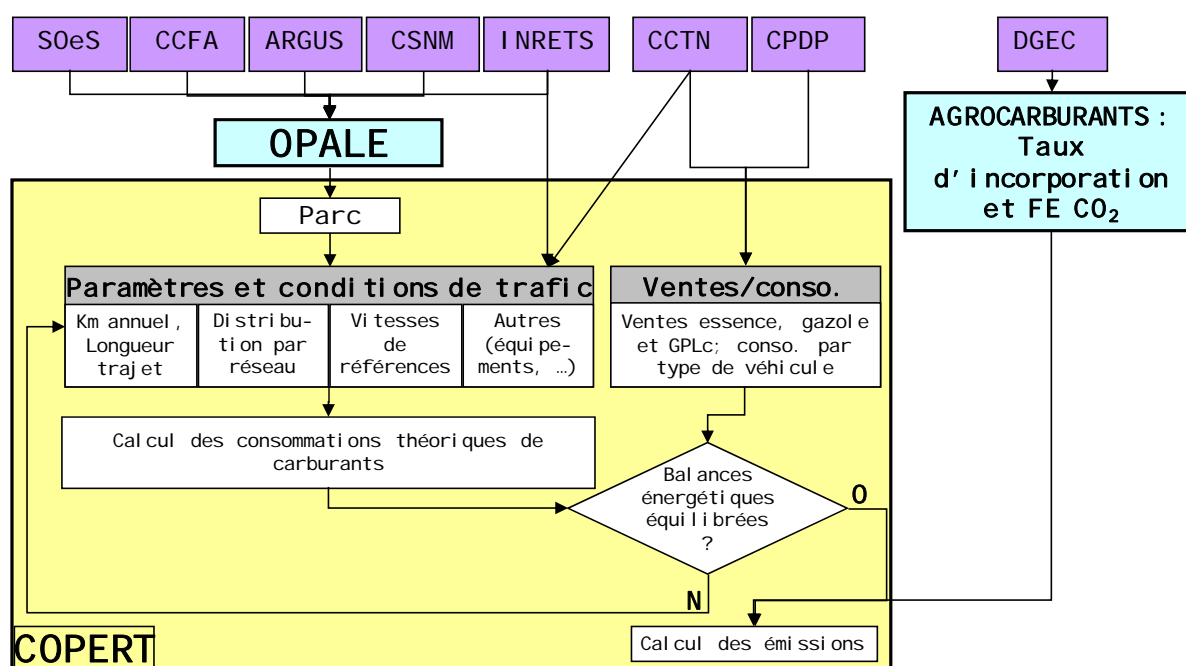 SOeS
CCFA
ARGUS
CSNM
INRETS
CCTN
CPDP
DGEC
OPALE
AGROCARBURANTS :
Taux
d'incorporation
et FE CO₂
Parc
Paramètres et conditions de trafic
Km annuel,
Longueur
trajet
Distribu-
tion par
réseau
Vitesses
de
références
Autres
(équipe-
ments, …)
Ventes/conso.
Ventes essence, gazole
et GPLc; conso. par
type de véhicule
Calcul des consommations théoriques de
carburants
Balances
énergétiques
équilibrées
?
O
N
Calcul des émissions
COPERT